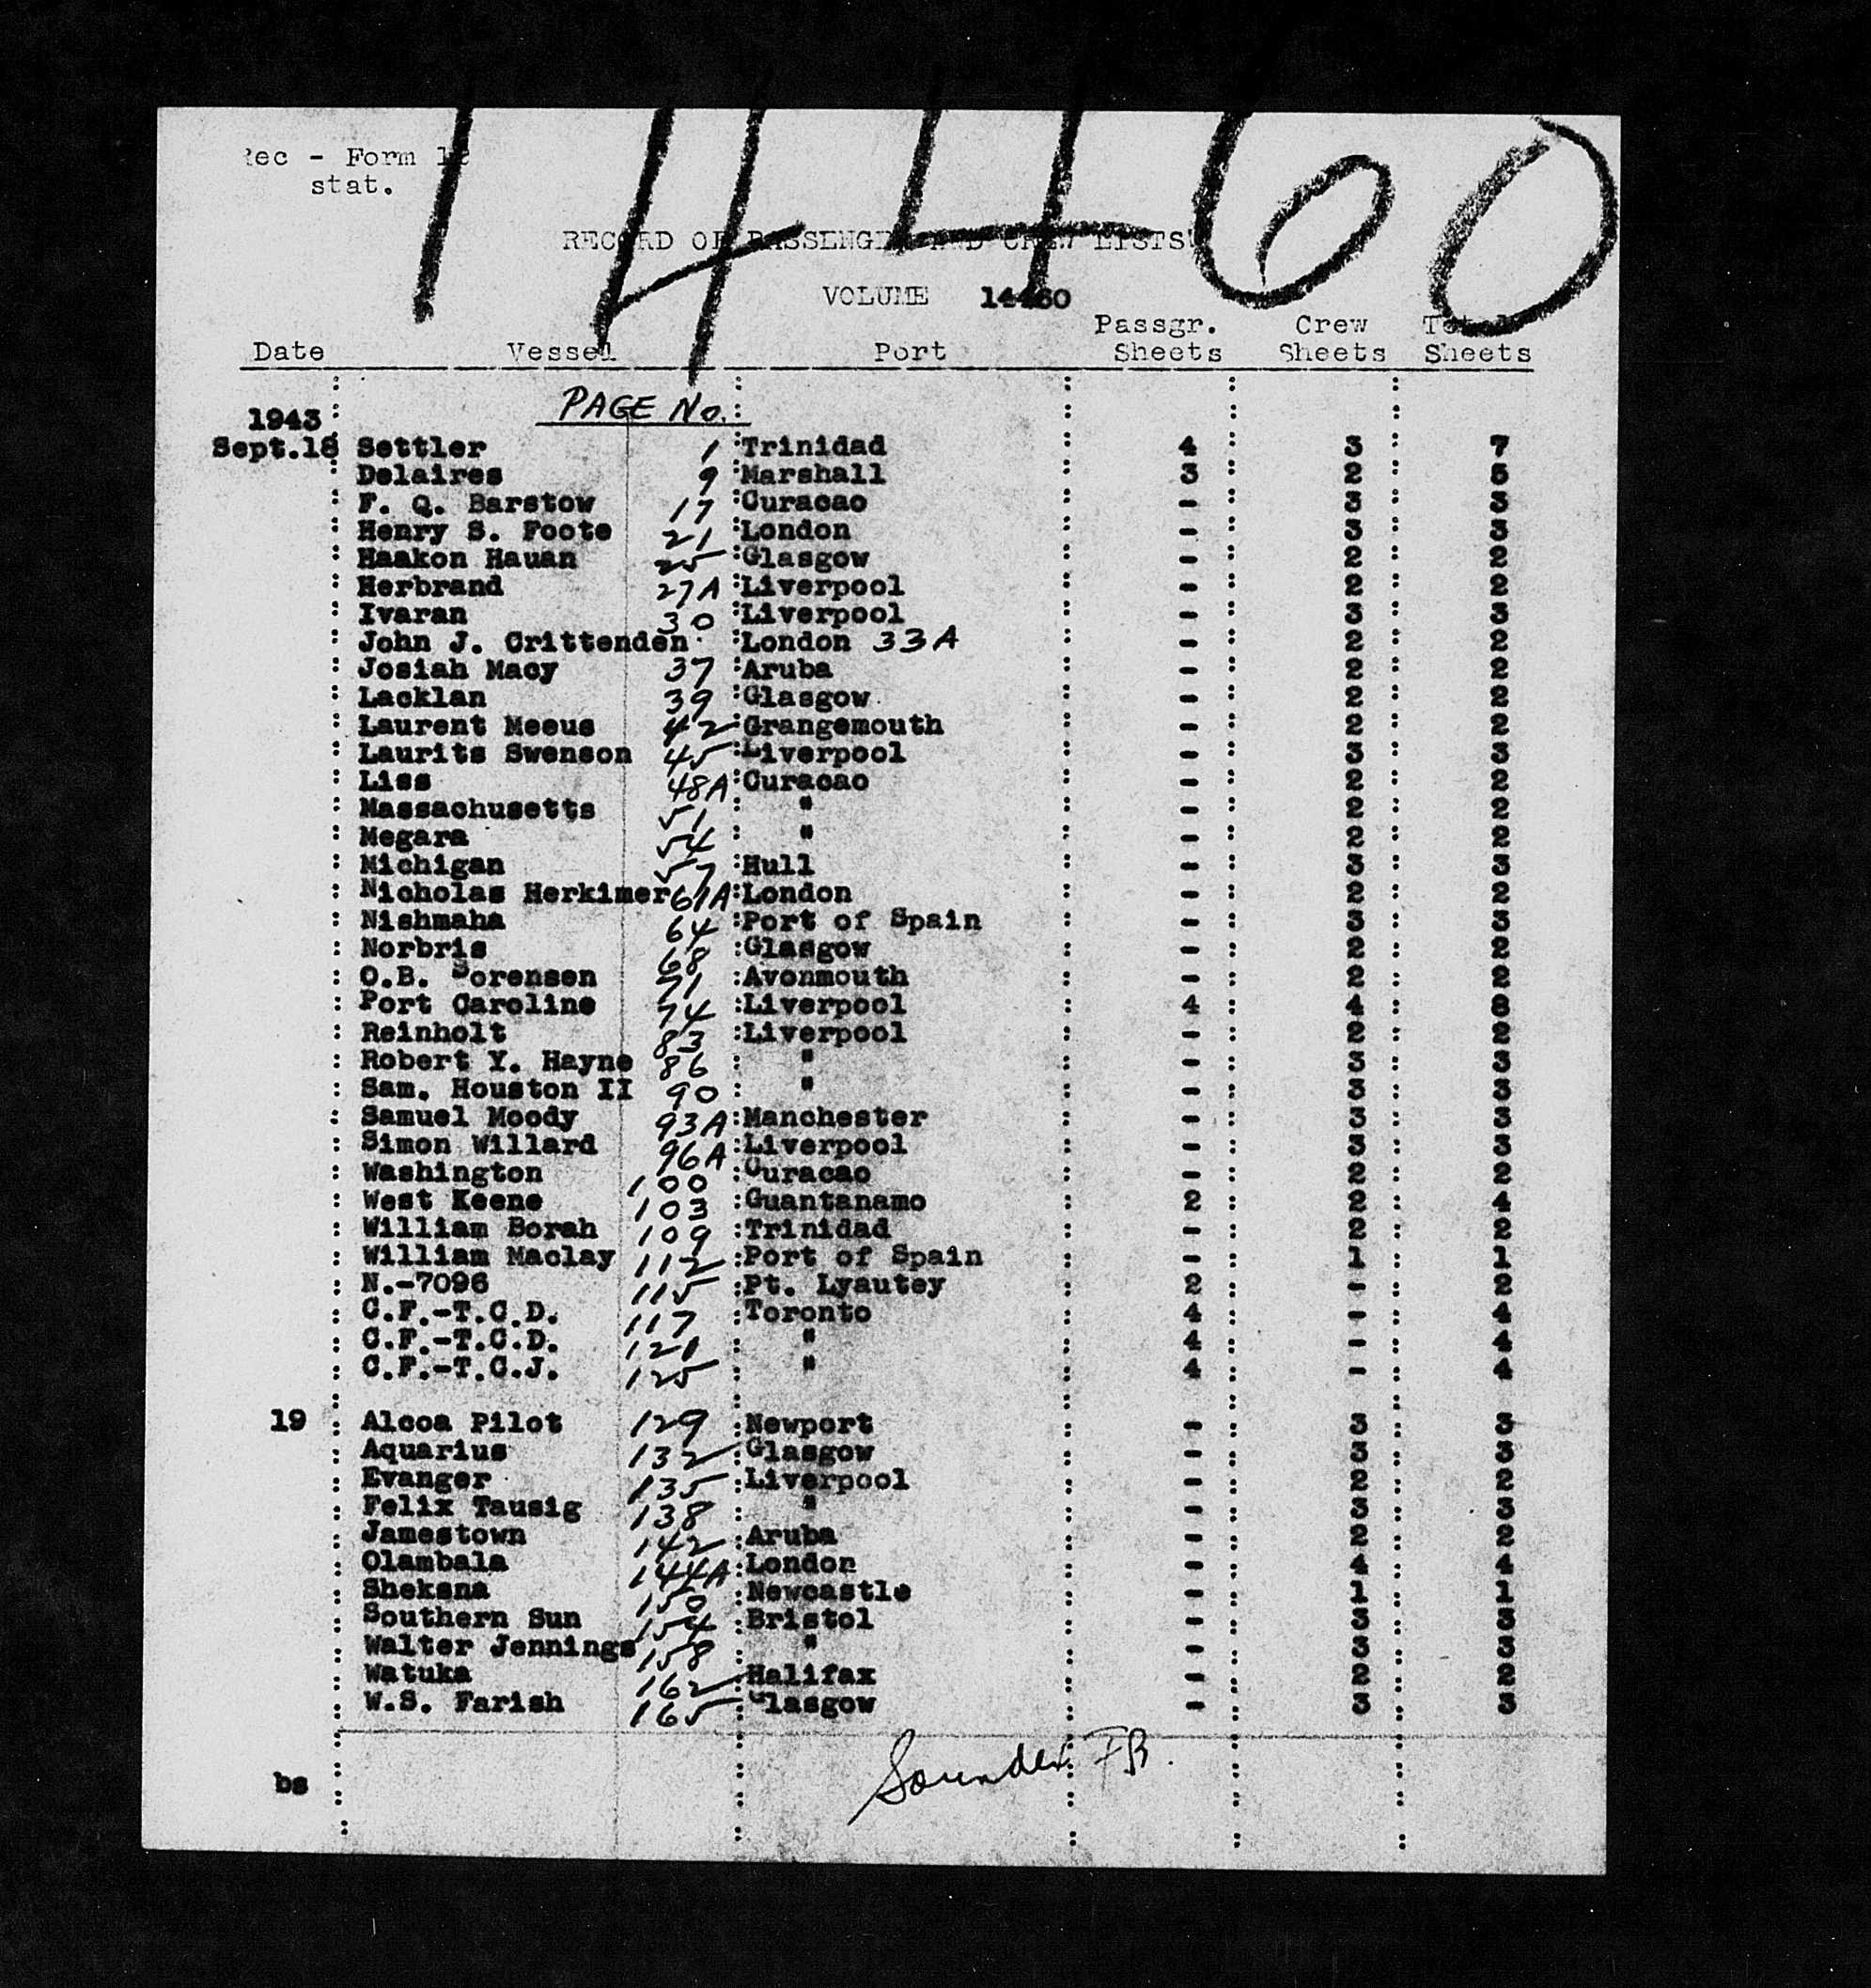 14460
Rec - Form
stat.
RECORD OF PASSENGER AND CREW LISTS
VOLUME 14460
Passgr. Crew Total
Date Vessel Port Sheets Sheets Sheets
PAGE No.
1943
Sept.18 Settler 1 Trinidad 4 3 7
Delaires 9 Marshall 3 2 5
F. Q. Barstow 17 Curacao - 3 3
Henry S. Foote 21 London - 3 3
Haakon Hauan 25 Glasgow - 2 2
Herbrand 27A Liverpool - 2 2
Ivaran 30 Liverpool - 3 3
John J. Crittenden London 33A - 2 2
Josiah Macy 37 Aruba - 2 2
Lacklan 39 Glasgow - 2 2
Laurent Meeus 42 Grangemouth - 2 2
Laurits Swenson 45 Liverpool - 3 3
Liss 48A Curacao - 2 2
Massachusetts 51 " - 2 2
Megara 54 " - 2 2
Michigan 57 Hull - 3 3
Nicholas Herkimer 61A London - 2 2
Nishmaha 64 Port of Spain - 3 3
Norbris 68 Glasgow - 2 2
O.B. Sorensen 71 Avonmouth - 2 2
Port Caroline 74 Liverpool 4 4 8
Reinholt 83 Liverpool - 2 2
Robert Y. Hayne 86 " - 3 3
Sam. Houston II 90 " - 3 3
Samuel Moody 93A Manchester - 3 3
Simon Willard 96A Liverpool - 3 3
Washington 100 Curacao - 2 2
West Keene 103 Guantanamo 2 2 4
William Borah 109 Trinidad - 2 2
William Maclay 112 Port of Spain - 1 1
N.-7096 115 Pt. Lyautey 2 - 2
C.F.-T.C.D. 117 Toronto 4 - 4
C.F.-T.C.D. 121 " 4 - 4
C.F.-T.C.J. 125 " 4 - 4
19 Alcoa Pilot 129 Newport - 3 3
Aquarius 132 Glasgow - 3 3
Evanger 135 Liverpool - 2 2
Felix Tausig 138 " - 3 3
Jamestown 142 Aruba - 2 2
Olambala 144A London - 4 4
Sheksna 150 Newcastle - 1 1
Southern Sun 154 Bristol - 3 3
Walter Jennings 158 " - 3 3
Watuka 162 Halifax - 2 2
W.S. Farish 165 Glasgow - 3 3
Soundex FB.
bs